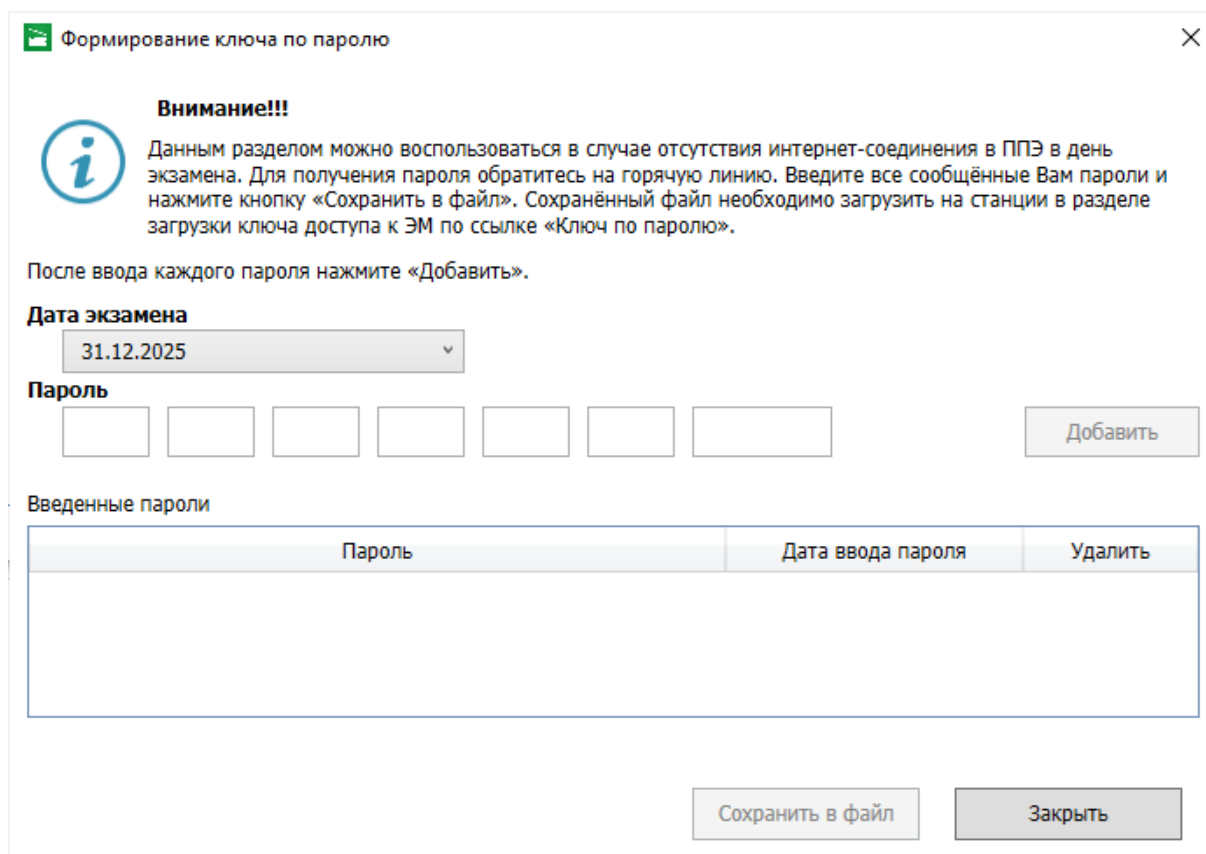 Формирование ключа по паролю
Внимание!!!
Данным разделом можно воспользоваться в случае отсутствия интернет-соединения в ППЭ в день
экзамена. Для получения пароля обратитесь на горячую линию. Введите все сообщённые Вам пароли и
нажмите кнопку «Сохранить в файл». Сохранённый файл необходимо загрузить на станции в разделе
загрузки ключа доступа к ЭМ по ссылке «Ключ по паролю».
После ввода каждого пароля нажмите «Добавить».
Дата экзамена
31.12.2025
Пароль
Добавить
Введенные пароли
Пароль Дата ввода пароля Удалить
Сохранить в файл Закрыть